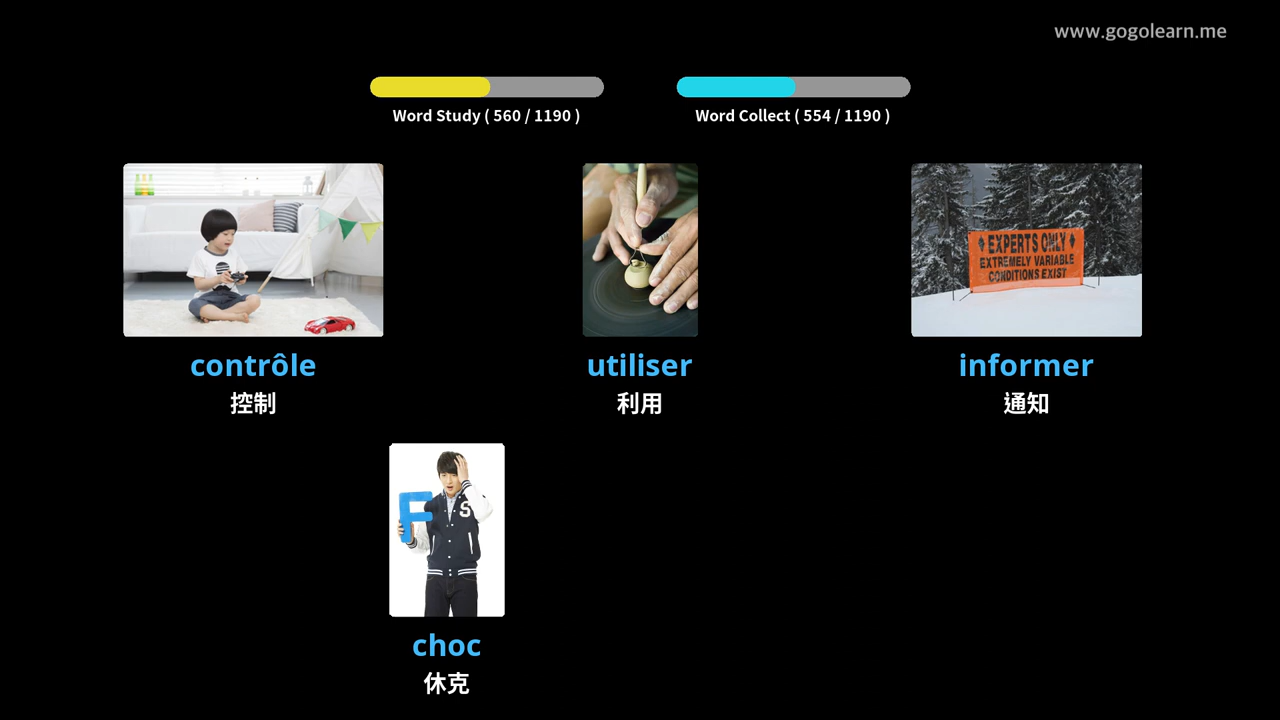 www.gogolearn.me
Word Study ( 560 / 1190 )
Word Collect ( 554 / 1190 )
EXPERTS ONLY
EXTREMELY VARIABLE
CONDITIONS EXIST
contrôle
控制
utiliser
利用
informer
通知
F
S
choc
休克